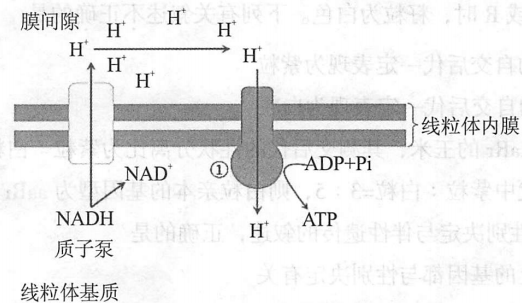 膜间隙
H⁺ H⁺ H⁺ H⁺ H⁺ H⁺ H⁺
线粒体内膜
①
NAD⁺
ADP+Pi
NADH
H⁺
ATP
质子泵
线粒体基质